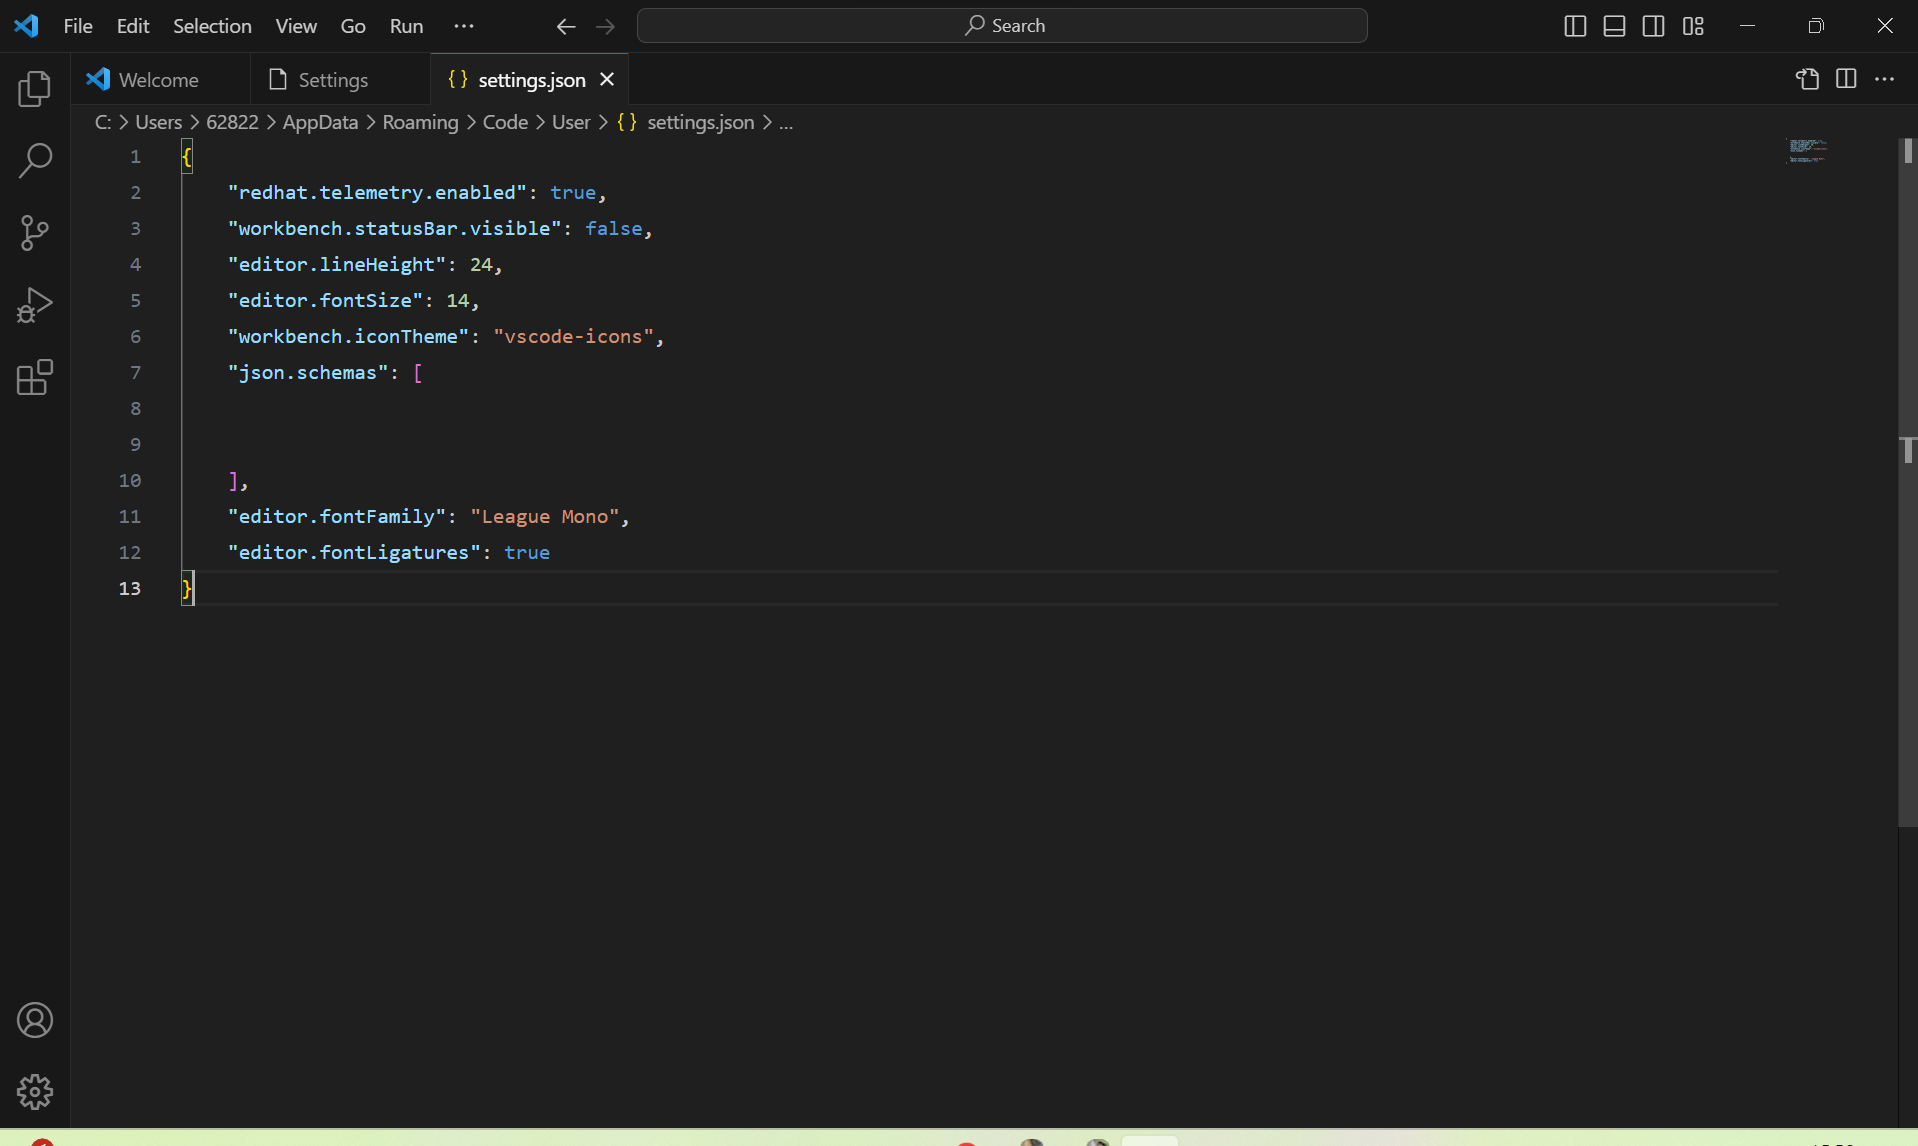 File Edit Selection View Go Run ··· Search
Welcome Settings {} settings.json ×
C: > Users > 62822 > AppData > Roaming > Code > User > {} settings.json > ...
1 {
2 "redhat.telemetry.enabled": true,
3 "workbench.statusBar.visible": false,
4 "editor.lineHeight": 24,
5 "editor.fontSize": 14,
6 "workbench.iconTheme": "vscode-icons",
7 "json.schemas": [
8
9
10 ],
11 "editor.fontFamily": "League Mono",
12 "editor.fontLigatures": true
13 }